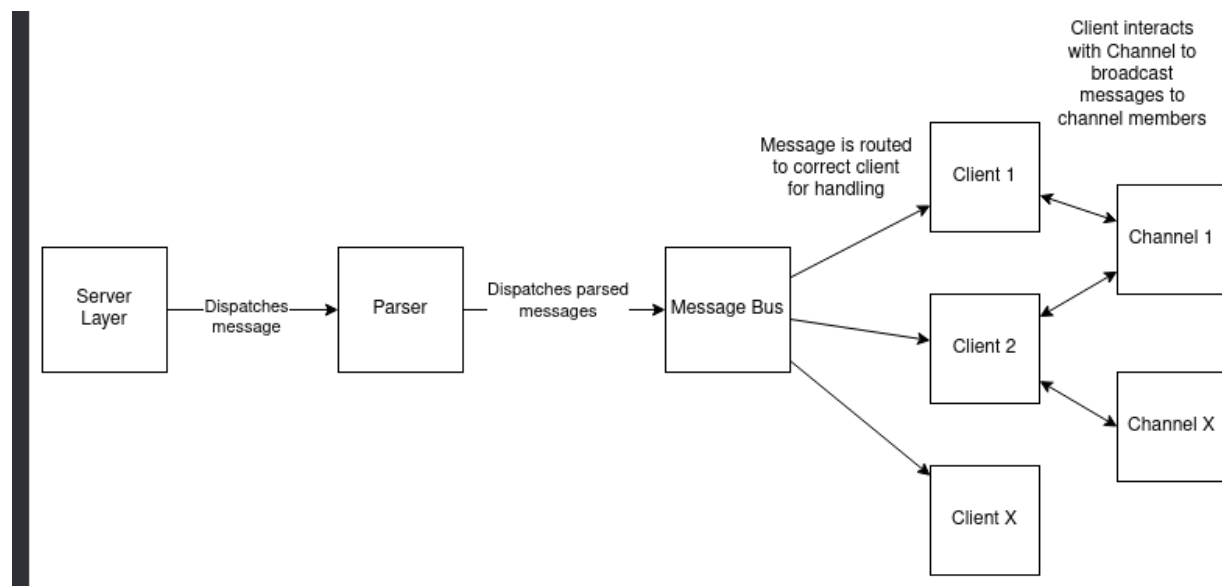 Client interacts
with Channel to
broadcast
messages to
channel members
Message is routed
to correct client
for handling
Client 1
Channel 1
Server
Layer
Dispatches
message
Parser
Dispatches parsed
messages
Message Bus
Client 2
Channel X
Client X